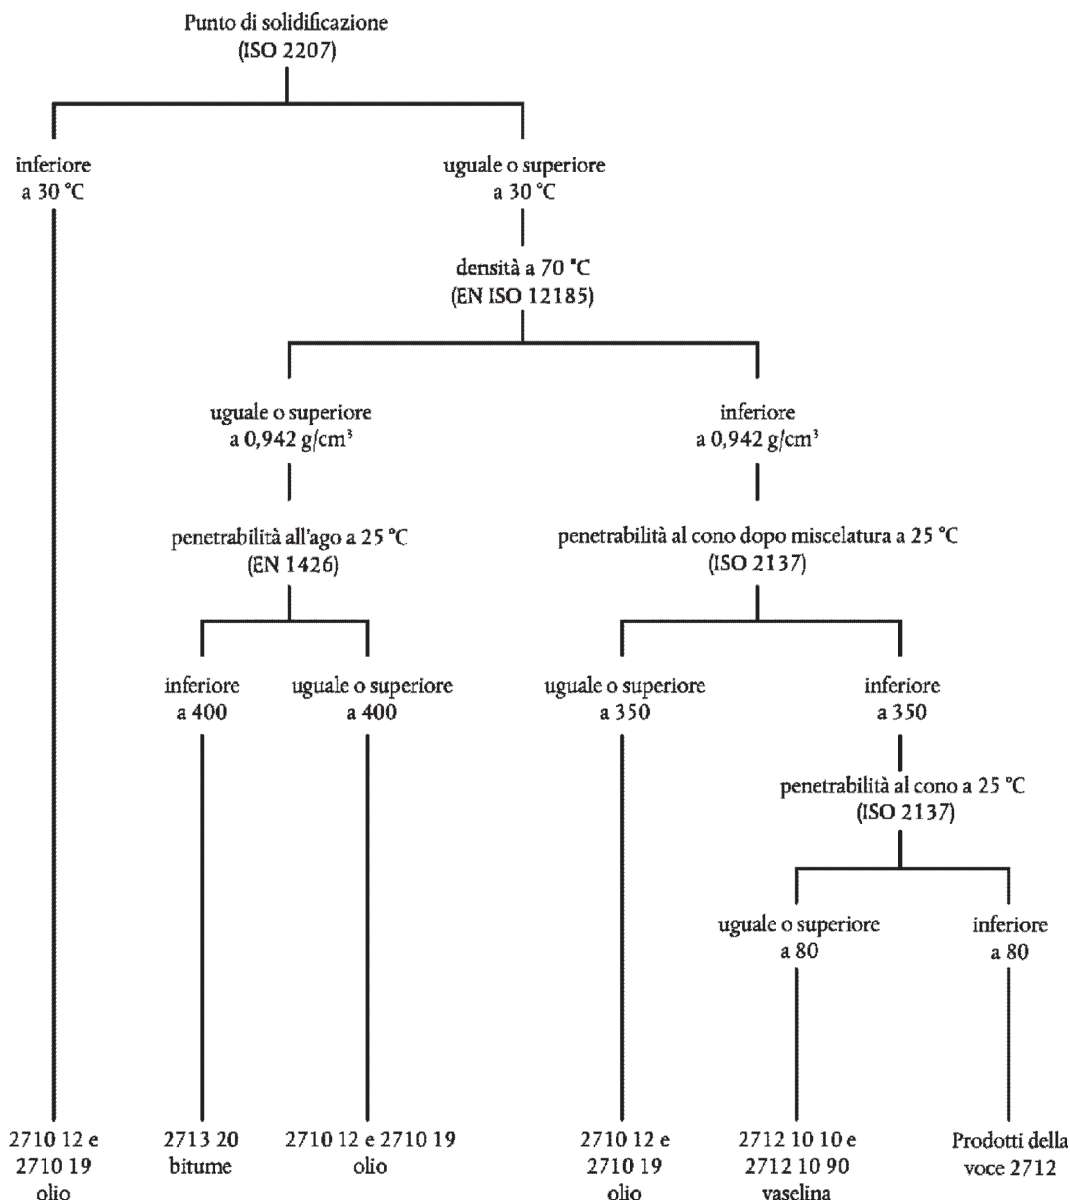 Punto di solidificazione
(ISO 2207)
inferiore
a 30 °C
uguale o superiore
a 30 °C
densità a 70 °C
(EN ISO 12185)
uguale o superiore
a 0,942 g/cm³
inferiore
a 0,942 g/cm³
penetrabilità all'ago a 25 °C
(EN 1426)
penetrabilità al cono dopo miscelatura a 25 °C
(ISO 2137)
inferiore
a 400
uguale o superiore
a 400
uguale o superiore
a 350
inferiore
a 350
penetrabilità al cono a 25 °C
(ISO 2137)
uguale o superiore
a 80
inferiore
a 80
2710 12 e
2710 19
olio
2713 20
bitume
2710 12 e 2710 19
olio
2710 12 e
2710 19
olio
2712 10 10 e
2712 10 90
vaselina
Prodotti della
voce 2712